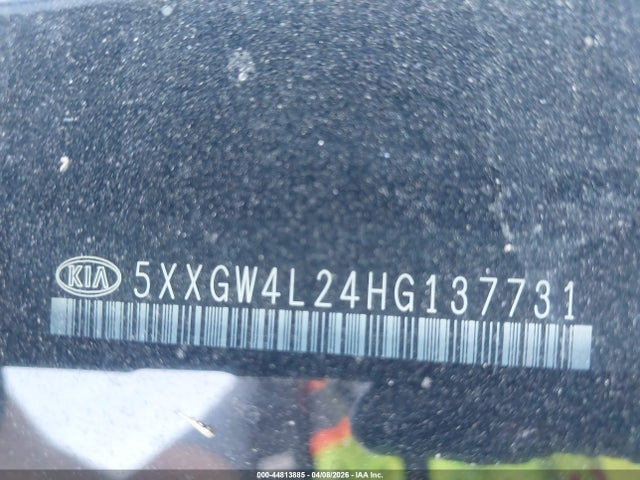 KIA 5XXGW4L24HG137731
000-44813885 - 04/08/2026 - IAA Inc.